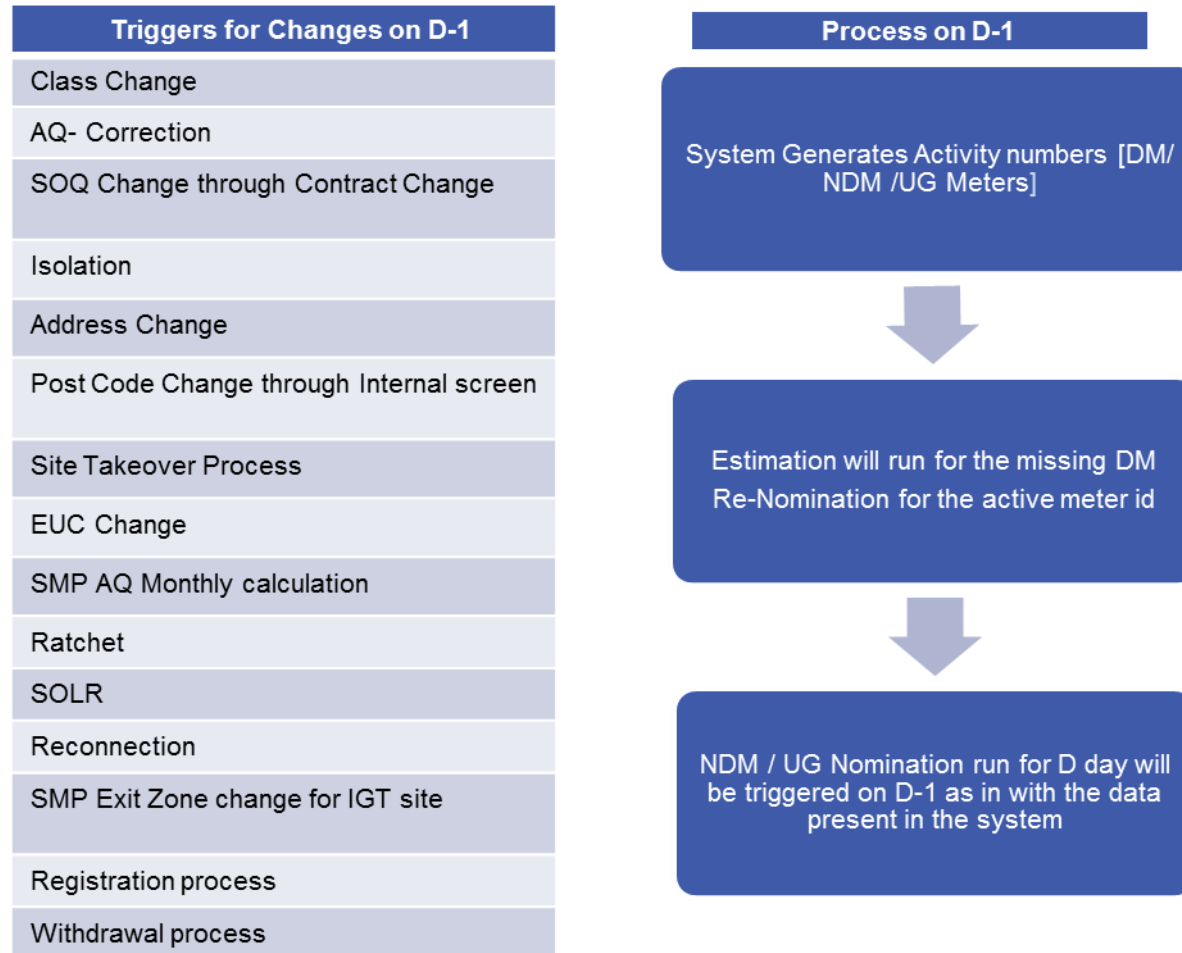 Triggers for Changes on D-1
Class Change
AQ- Correction
SOQ Change through Contract Change
Isolation
Address Change
Post Code Change through Internal screen
Site Takeover Process
EUC Change
SMP AQ Monthly calculation
Ratchet
SOLR
Reconnection
SMP Exit Zone change for IGT site
Registration process
Withdrawal process
Process on D-1
System Generates Activity numbers [DM/
NDM /UG Meters]
Estimation will run for the missing DM
Re-Nomination for the active meter id
NDM / UG Nomination run for D day will
be triggered on D-1 as in with the data
present in the system